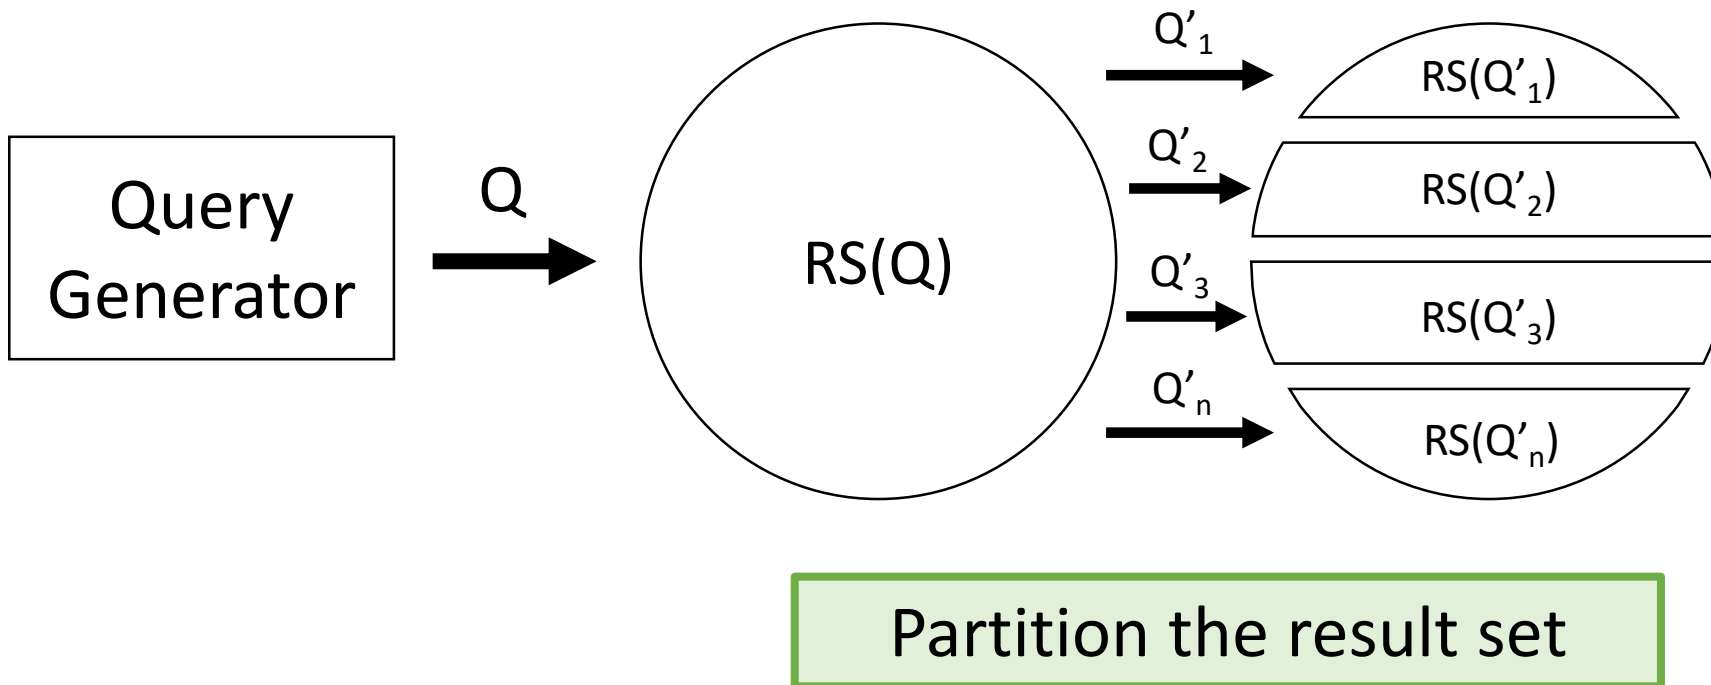 Query
Generator
Q
RS(Q)
Q’1
RS(Q’1)
Q’2
RS(Q’2)
Q’3
RS(Q’3)
Q’n
RS(Q’n)
Partition the result set